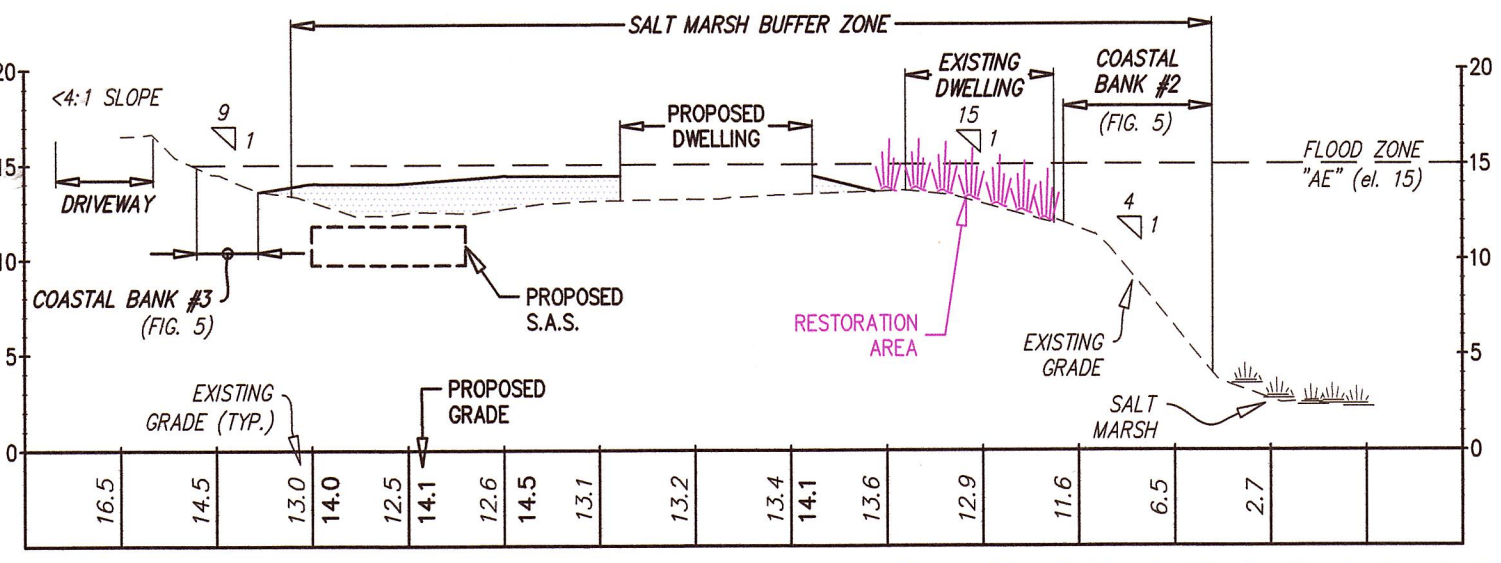 SALT MARSH BUFFER ZONE
20
<4:1 SLOPE
9
1
PROPOSED
DWELLING
EXISTING
DWELLING
15
1
COASTAL
BANK #2
(FIG. 5)
20
15
DRIVEWAY
FLOOD ZONE
"AE" (el. 15)
15
10
COASTAL BANK #3
(FIG. 5)
PROPOSED
S.A.S.
RESTORATION
AREA
4
1
EXISTING
GRADE
10
5
EXISTING
GRADE (TYP.)
PROPOSED
GRADE
SALT
MARSH
5
0
0
16.5
14.5
13.0
14.0
12.5
14.1
12.6
14.5
13.1
13.2
13.4
14.1
13.6
12.9
11.6
6.5
2.7